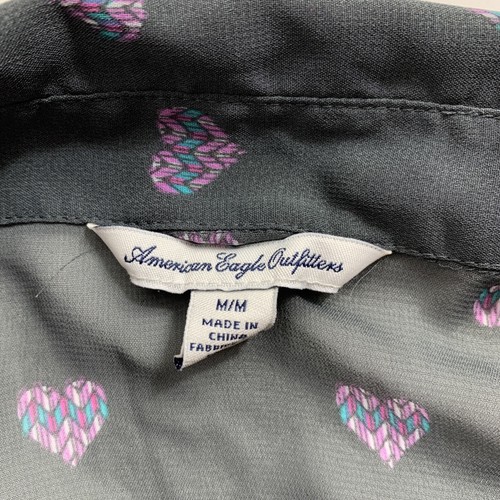 American Eagle Outfitters
M/M
MADE IN
CHINA